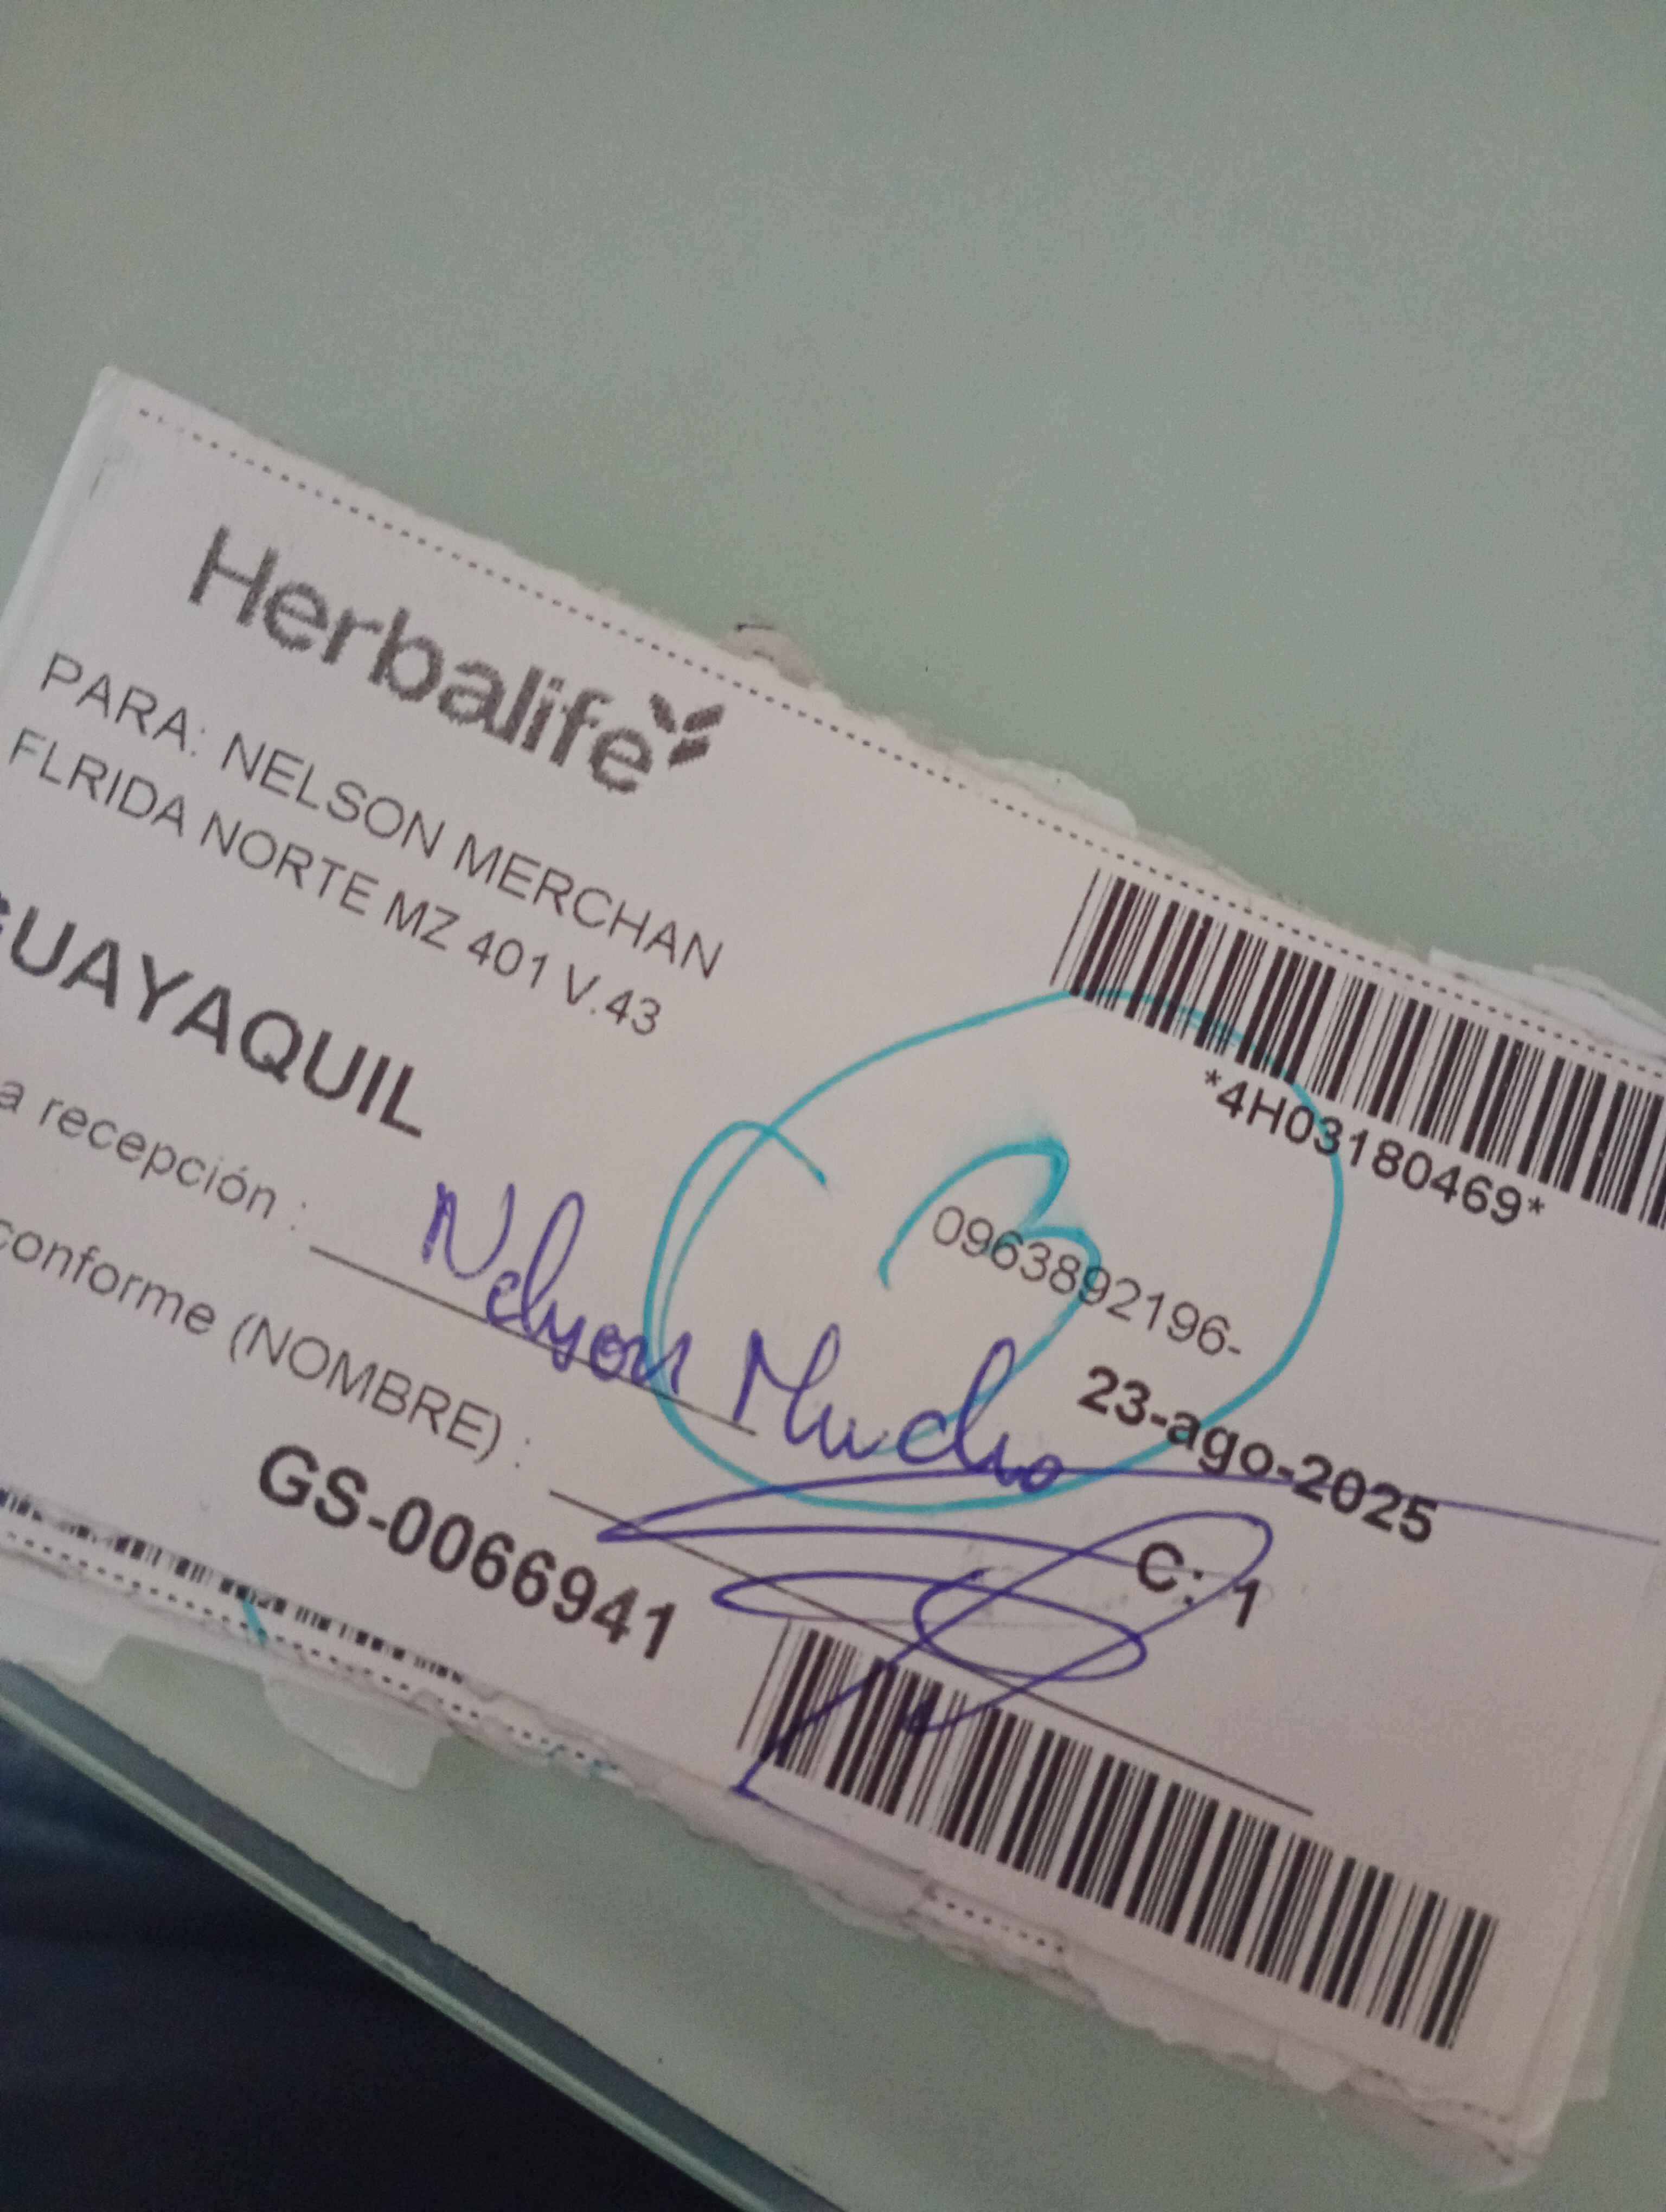 Herbalife
PARA: NELSON MERCHAN
FLRIDA NORTE MZ 401 V.43
GUAYAQUIL
*4H03180469*
0963892196-
a recepción :
Nelson
23-ago-2025
conforme (NOMBRE) :
GS-0066941
C: 1